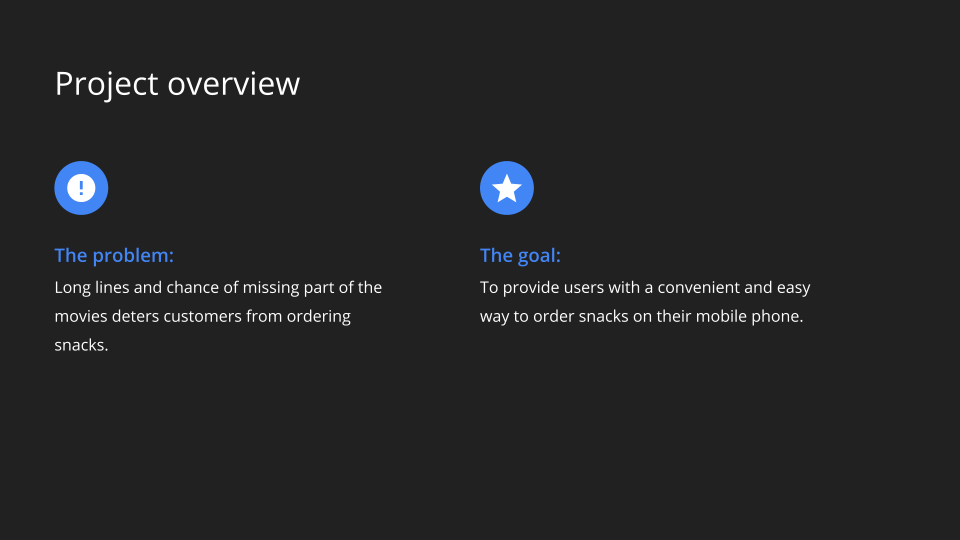 Project overview
The problem:
Long lines and chance of missing part of the
movies deters customers from ordering
snacks.
The goal:
To provide users with a convenient and easy
way to order snacks on their mobile phone.